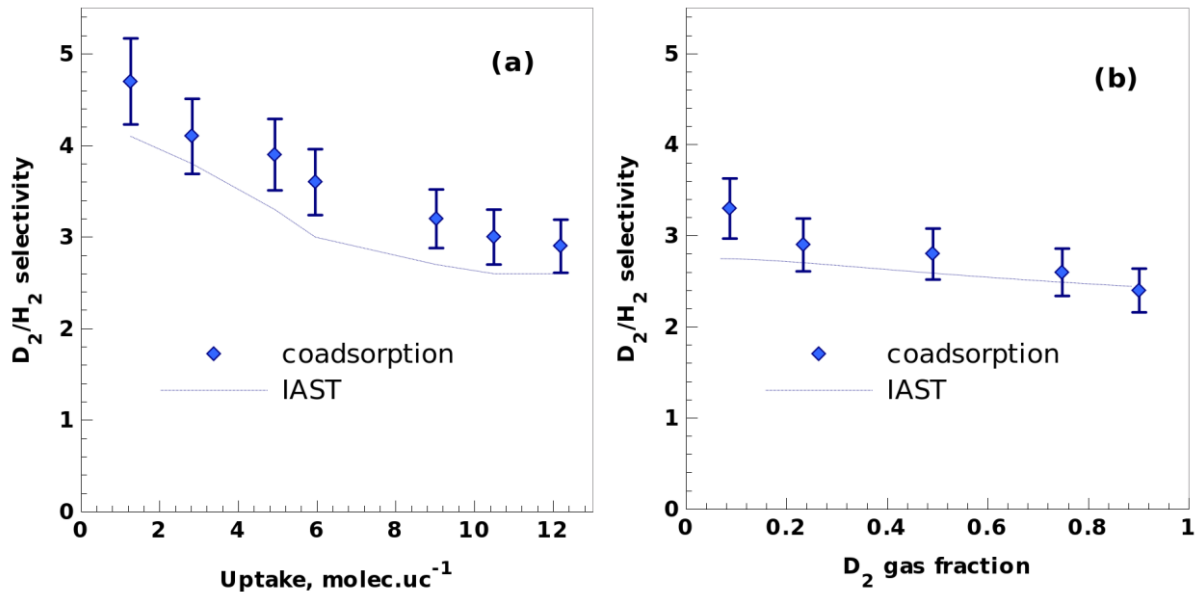 (a)
5
4
3
2
1
0
D₂/H₂ selectivity
coadsorption
IAST
0 2 4 6 8 10 12
Uptake, molec.uc⁻¹
(b)
5
4
3
2
1
0
D₂/H₂ selectivity
coadsorption
IAST
0 0.2 0.4 0.6 0.8 1
D₂ gas fraction